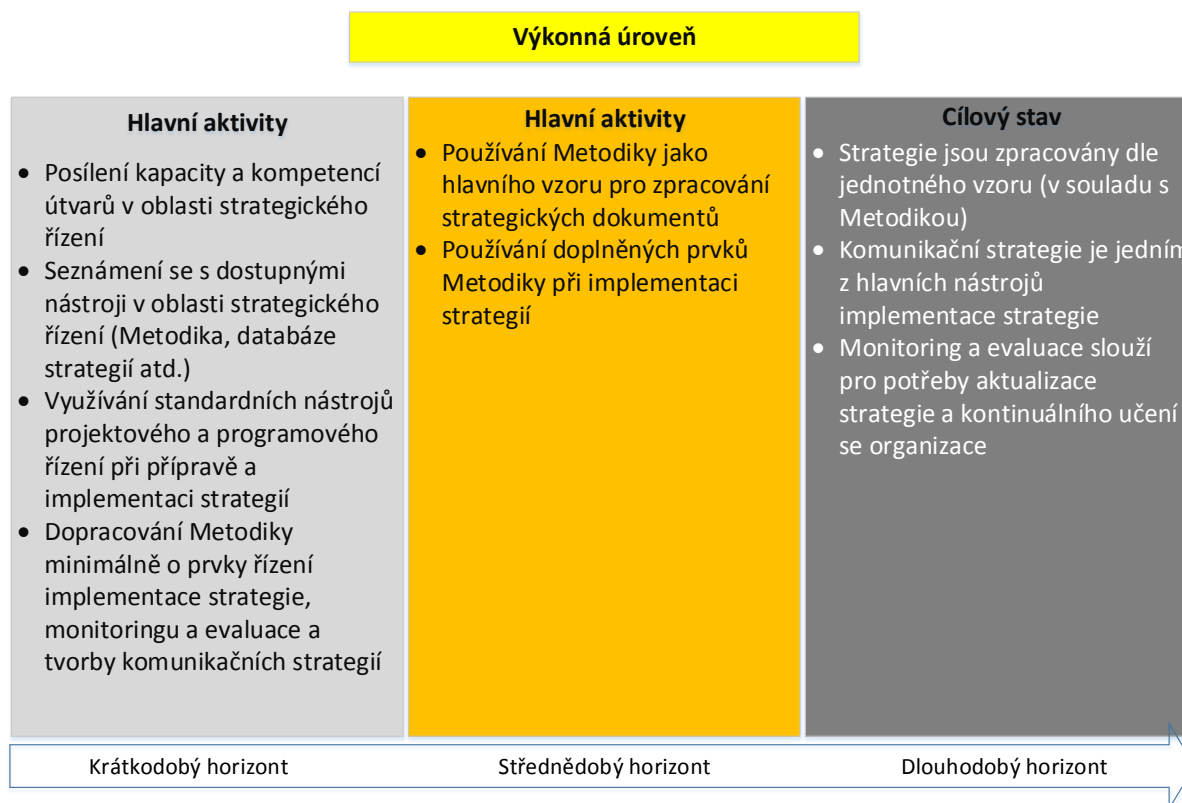 Výkonná úroveň
Hlavní aktivity
• Posílení kapacity a kompetencí
útvarů v oblasti strategického
řízení
• Seznámení se s dostupnými
nástroji v oblasti strategického
řízení (Metodika, databáze
strategií atd.)
• Využívání standardních nástrojů
projektového a programového
řízení při přípravě a
implementaci strategií
• Dopracování Metodiky
minimálně o prvky řízení
implementace strategie,
monitoringu a evaluace a
tvorby komunikačních strategií
Hlavní aktivity
• Používání Metodiky jako
hlavního vzoru pro zpracování
strategických dokumentů
• Používání doplněných prvků
Metodiky při implementaci
strategií
Cílový stav
• Strategie jsou zpracovány dle
jednotného vzoru (v souladu s
Metodikou)
• Komunikační strategie je jedním
z hlavních nástrojů
implementace strategie
• Monitoring a evaluace slouží
pro potřeby aktualizace
strategie a kontinuálního učení
se organizace
Krátkodobý horizont
Střednědobý horizont
Dlouhodobý horizont